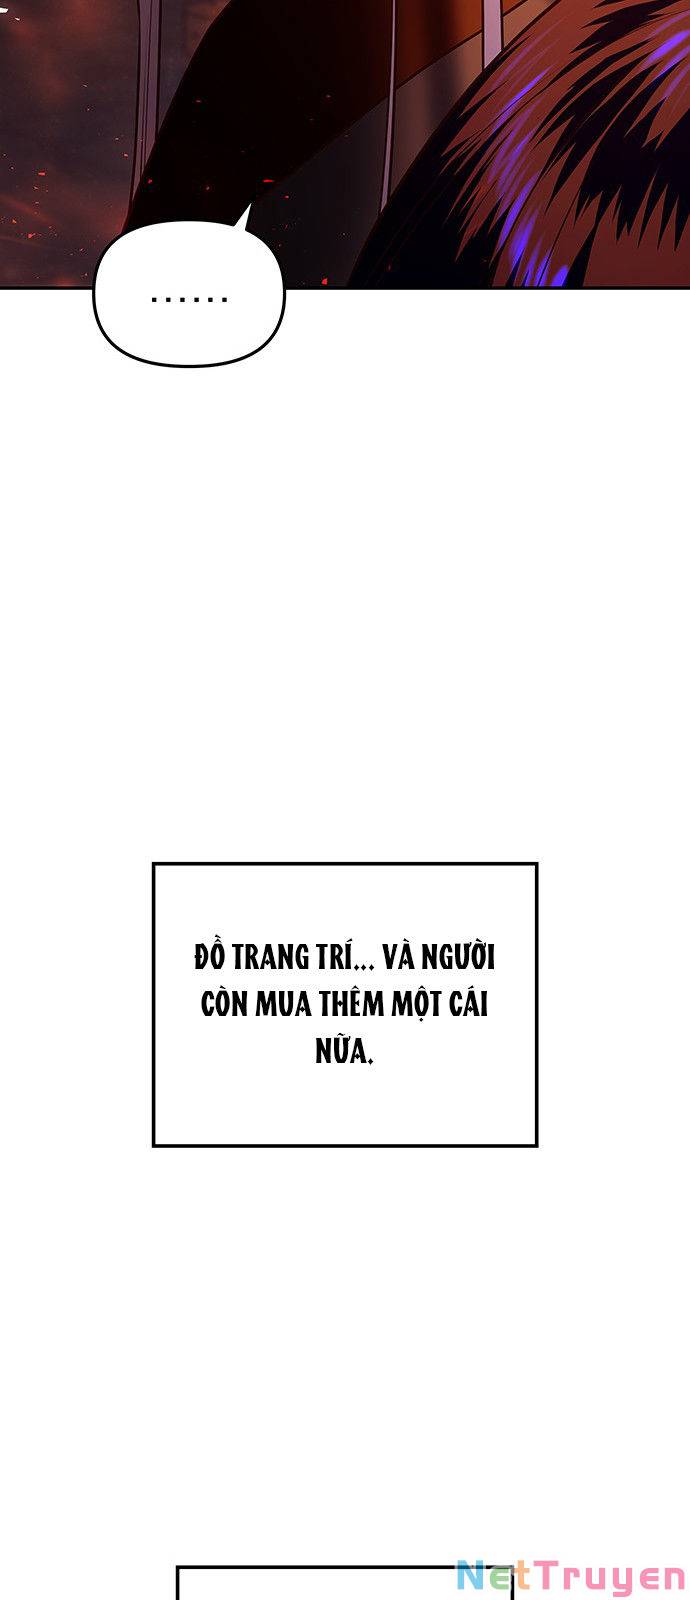 ......
ĐỒ TRANG TRÍ... VÀ NGƯỜI
CÒN MUA THÊM MỘT CÁI
NỮA.
NetTruyen